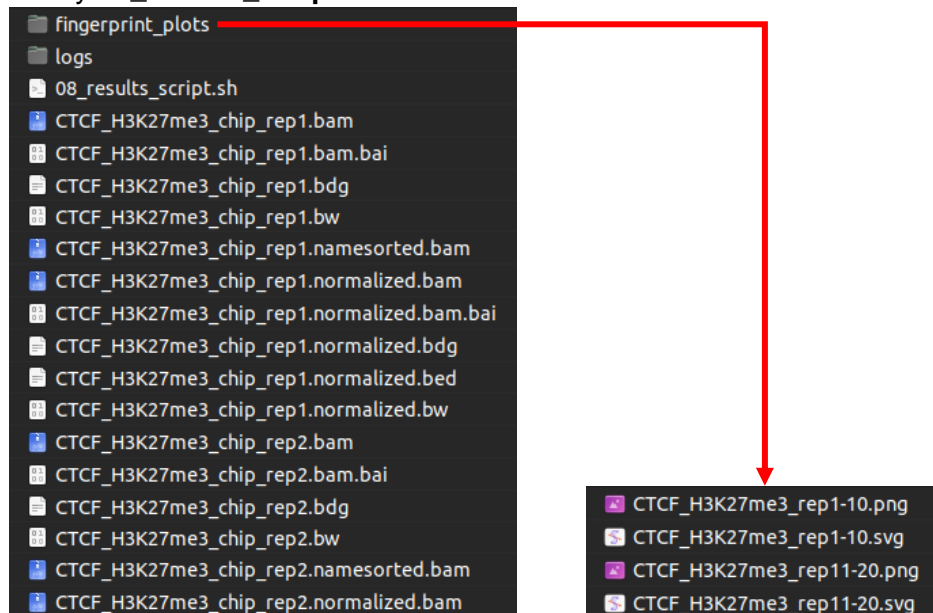 fingerprint_plots
logs
08_results_script.sh
CTCF_H3K27me3_chip_rep1.bam
CTCF_H3K27me3_chip_rep1.bam.bai
CTCF_H3K27me3_chip_rep1.bdg
CTCF_H3K27me3_chip_rep1.bw
CTCF_H3K27me3_chip_rep1.namesorted.bam
CTCF_H3K27me3_chip_rep1.normalized.bam
CTCF_H3K27me3_chip_rep1.normalized.bam.bai
CTCF_H3K27me3_chip_rep1.normalized.bdg
CTCF_H3K27me3_chip_rep1.normalized.bed
CTCF_H3K27me3_chip_rep1.normalized.bw
CTCF_H3K27me3_chip_rep2.bam
CTCF_H3K27me3_chip_rep2.bam.bai
CTCF_H3K27me3_chip_rep2.bdg
CTCF_H3K27me3_chip_rep2.bw
CTCF_H3K27me3_chip_rep2.namesorted.bam
CTCF_H3K27me3_chip_rep2.normalized.bam
CTCF_H3K27me3_rep1-10.png
CTCF_H3K27me3_rep1-10.svg
CTCF_H3K27me3_rep11-20.png
CTCF_H3K27me3_rep11-20.svg